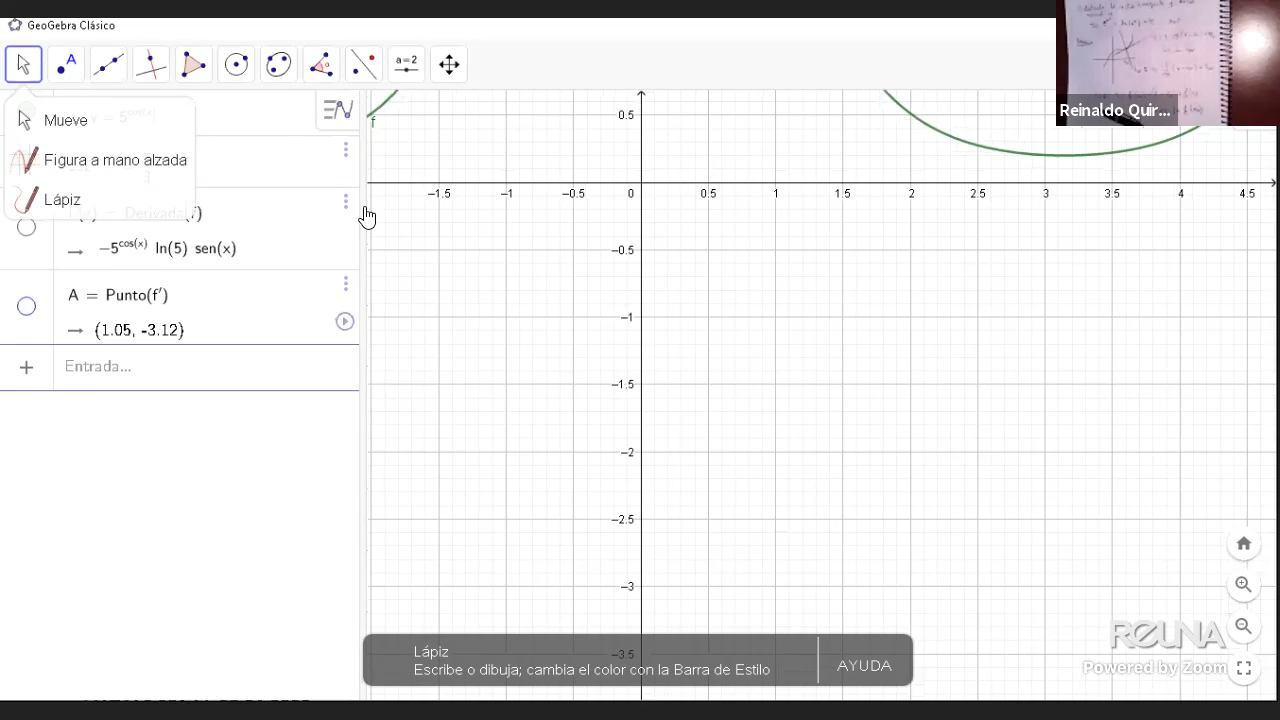 GeoGebra Clásico
A
a=2
Mueve
y = 5cos(x)
Figura a mano alzada
Lápiz
Derivada(f)
→ −5cos(x) ln(5) sen(x)
A = Punto(f′)
→ (1.05, -3.12)
+ Entrada...
f
0.5
−1.5 −1 −0.5 0 0.5 1 1.5 2 2.5 3 3.5 4 4.5
−0.5
−1
−1.5
−2
−2.5
−3
−3.5
Lápiz
Escribe o dibuja; cambia el color con la Barra de Estilo
AYUDA
Reinaldo Quir...
REUNA
Powered by Zoom